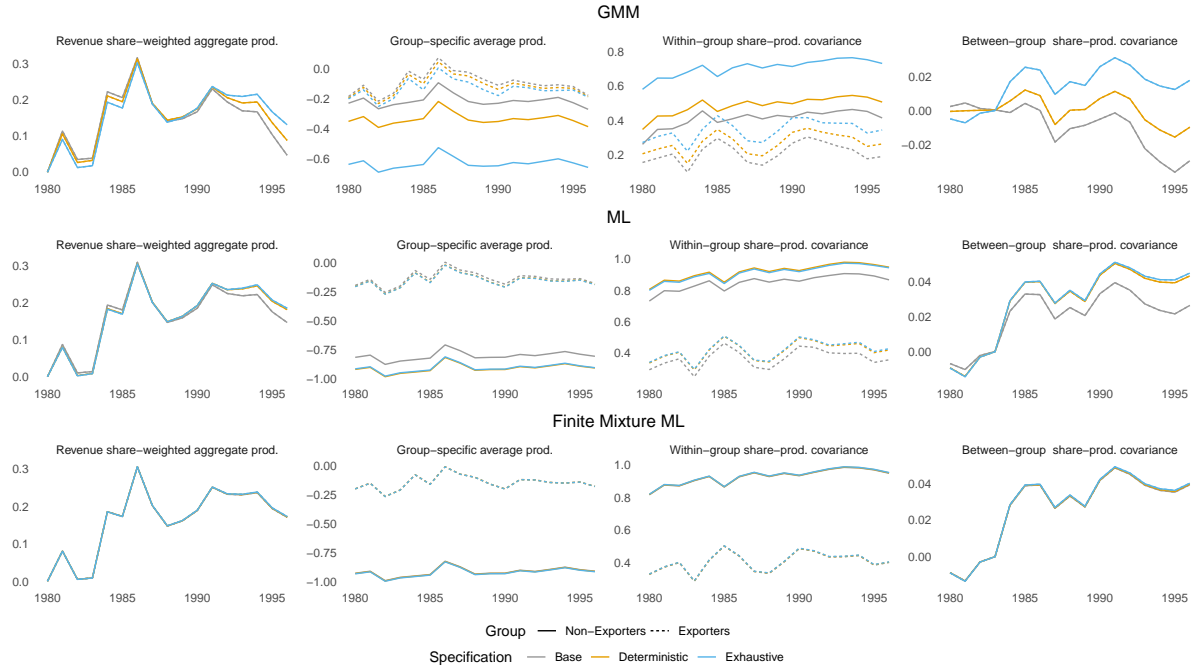 GMM
Revenue share−weighted aggregate prod.
Group−specific average prod.
Within−group share−prod. covariance
Between−group share−prod. covariance
0.3
0.2
0.1
0.0
1980 1985 1990 1995
0.0
−0.2
−0.4
−0.6
1980 1985 1990 1995
0.8
0.6
0.4
0.2
1980 1985 1990 1995
0.02
0.00
−0.02
1980 1985 1990 1995
ML
Revenue share−weighted aggregate prod.
Group−specific average prod.
Within−group share−prod. covariance
Between−group share−prod. covariance
0.3
0.2
0.1
0.0
1980 1985 1990 1995
0.00
−0.25
−0.50
−0.75
−1.00
1980 1985 1990 1995
1.0
0.8
0.6
0.4
1980 1985 1990 1995
0.04
0.02
0.00
1980 1985 1990 1995
Finite Mixture ML
Revenue share−weighted aggregate prod.
Group−specific average prod.
Within−group share−prod. covariance
Between−group share−prod. covariance
0.3
0.2
0.1
0.0
1980 1985 1990 1995
0.00
−0.25
−0.50
−0.75
−1.00
1980 1985 1990 1995
1.0
0.8
0.6
0.4
1980 1985 1990 1995
0.04
0.02
0.00
1980 1985 1990 1995
Group Non−Exporters Exporters
Specification Base Deterministic Exhaustive